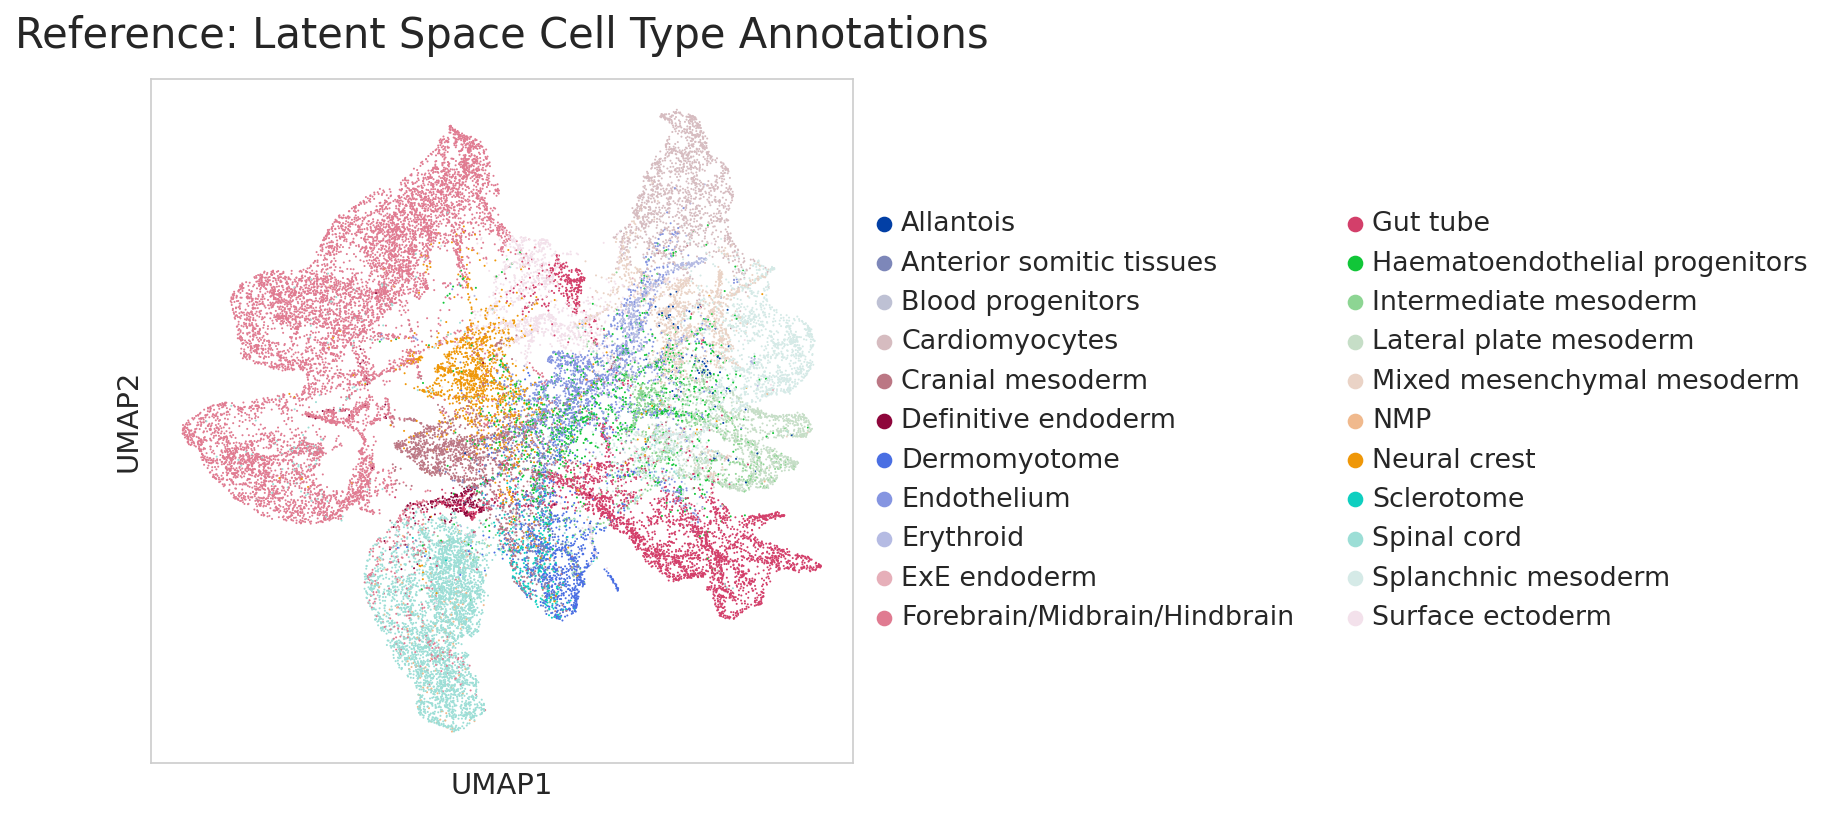 Reference: Latent Space Cell Type Annotations
UMAP2
UMAP1
Allantois
Anterior somitic tissues
Blood progenitors
Cardiomyocytes
Cranial mesoderm
Definitive endoderm
Dermomyotome
Endothelium
Erythroid
ExE endoderm
Forebrain/Midbrain/Hindbrain
Gut tube
Haematoendothelial progenitors
Intermediate mesoderm
Lateral plate mesoderm
Mixed mesenchymal mesoderm
NMP
Neural crest
Sclerotome
Spinal cord
Splanchnic mesoderm
Surface ectoderm